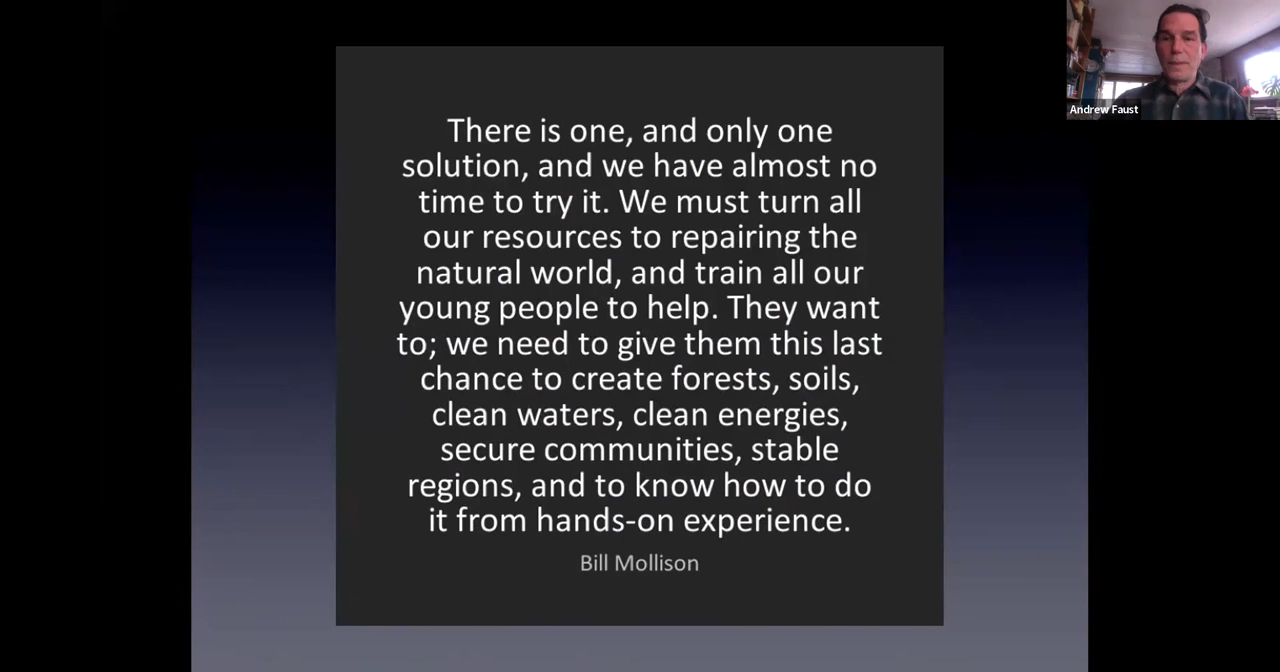 There is one, and only one
solution, and we have almost no
time to try it. We must turn all
our resources to repairing the
natural world, and train all our
young people to help. They want
to; we need to give them this last
chance to create forests, soils,
clean waters, clean energies,
secure communities, stable
regions, and to know how to do
it from hands-on experience.
Bill Mollison
Andrew Faust